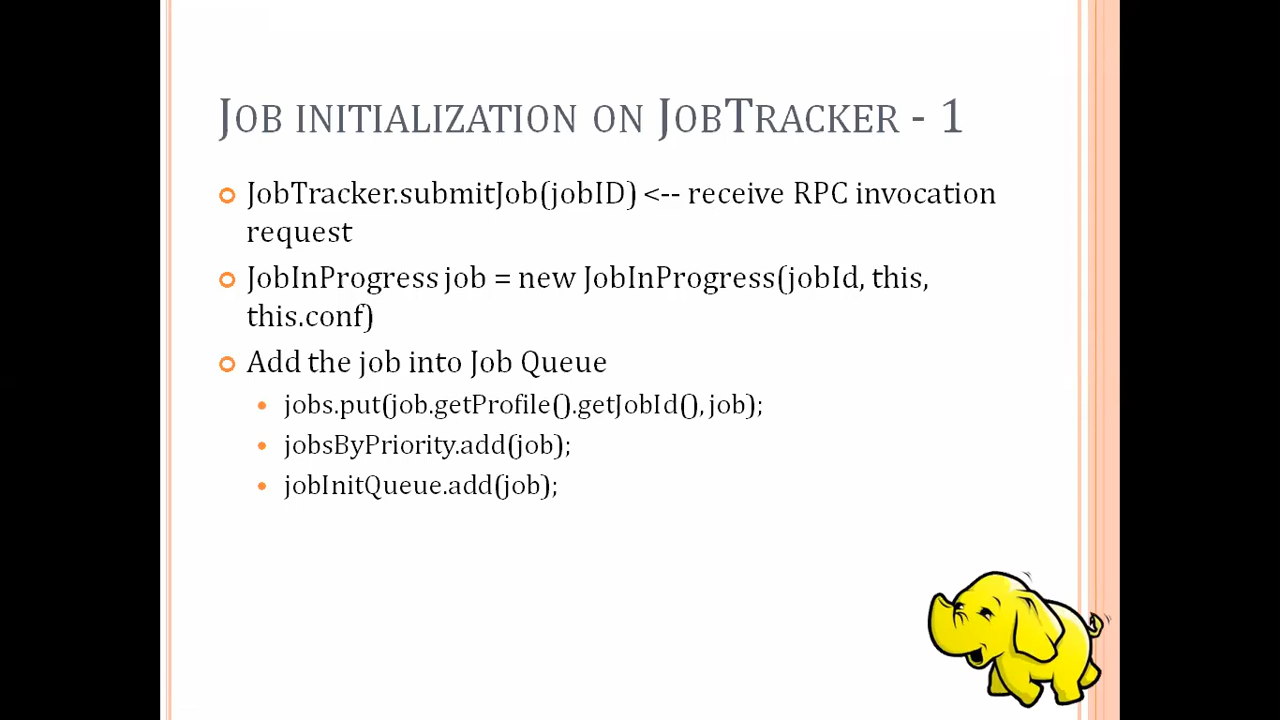 JOB INITIALIZATION ON JOBTRACKER - 1
JobTracker.submitJob(jobID) <-- receive RPC invocation
request
JobInProgress job = new JobInProgress(jobId, this,
this.conf)
Add the job into Job Queue
jobs.put(job.getProfile().getJobId(), job);
jobsByPriority.add(job);
jobInitQueue.add(job);